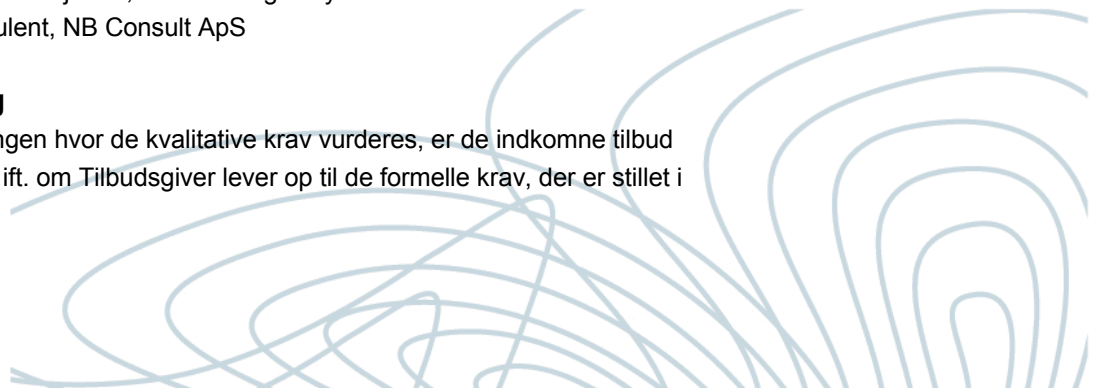 ulent, NB Consult ApS
g
ngen hvor de kvalitative krav vurderes, er de indkomne tilbud
ift. om Tilbudsgiver lever op til de formelle krav, der er stillet i